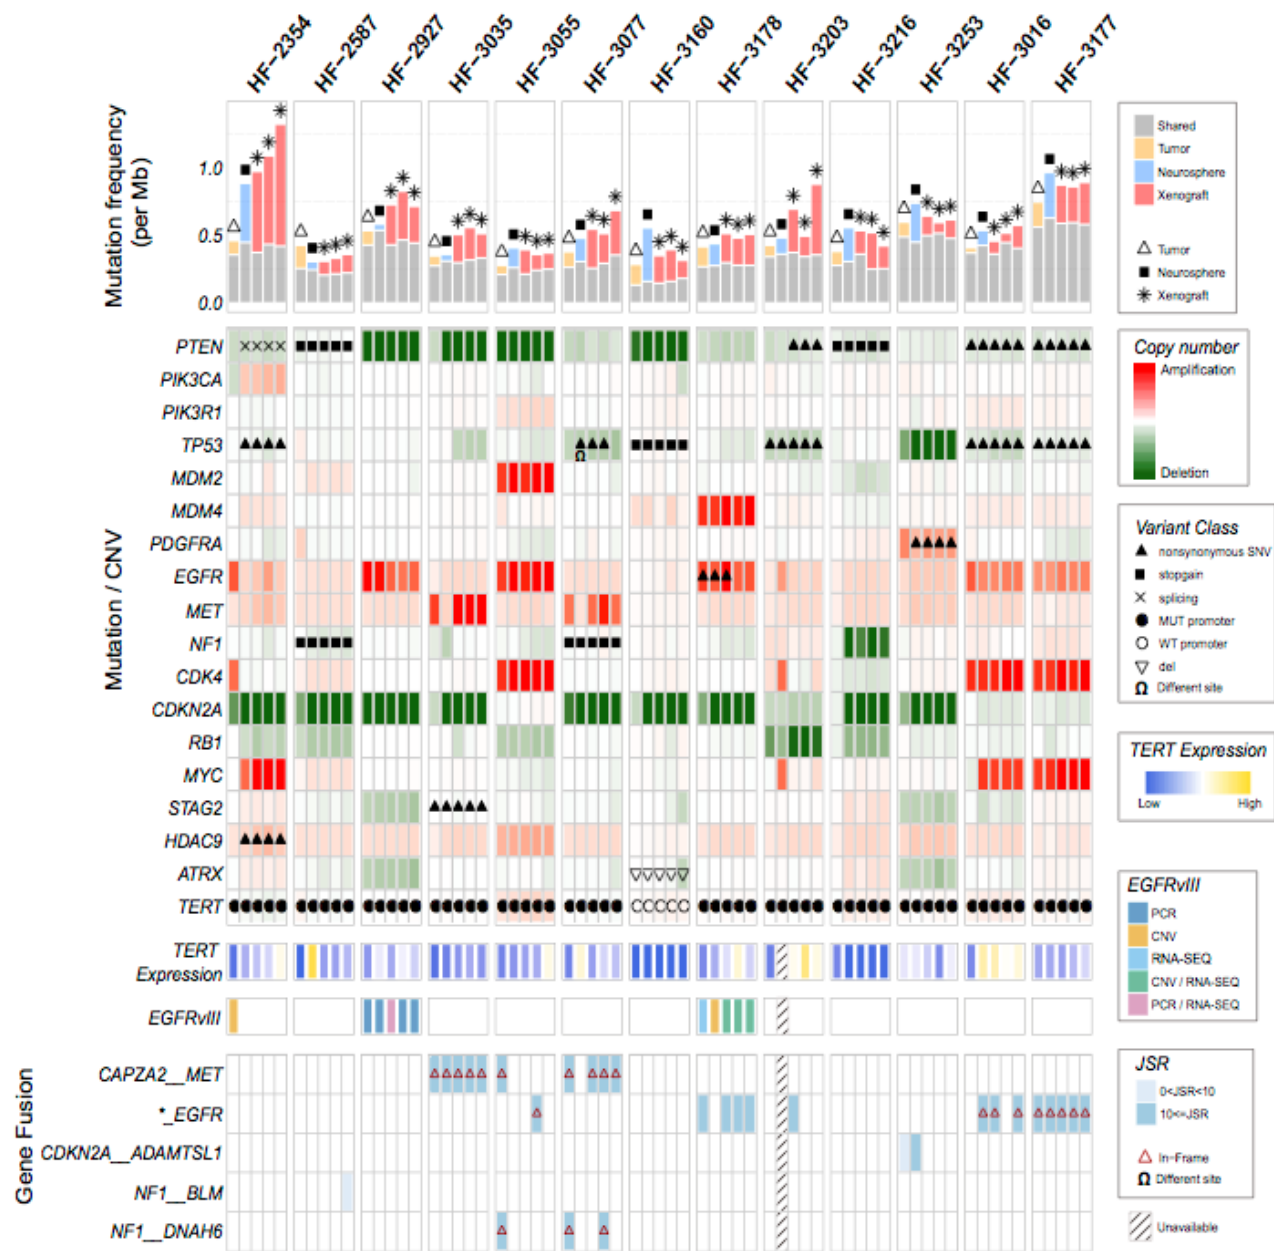 HF-2354
HF-2587
HF-2927
HF-3035
HF-3055
HF-3077
HF-3160
HF-3178
HF-3203
HF-3216
HF-3253
HF-3016
HF-3177
Mutation frequency
(per Mb)
1.0
0.5
0.0
Shared
Tumor
Neurosphere
Xenograft
Tumor
Neurosphere
Xenograft
Mutation / CNV
PTEN
PIK3CA
PIK3R1
TP53
Ω
MDM2
MDM4
PDGFRA
EGFR
MET
NF1
CDK4
CDKN2A
RB1
MYC
STAG2
HDAC9
ATRX
TERT
Copy number
Amplification
Deletion
Variant Class
nonsynonymous SNV
stopgain
splicing
MUT promoter
WT promoter
del
Ω Different site
TERT Expression
Low High
TERT
Expression
EGFRvIII
EGFRvIII
PCR
CNV
RNA-SEQ
CNV / RNA-SEQ
PCR / RNA-SEQ
Gene Fusion
CAPZA2__MET
*_EGFR
CDKN2A__ADAMTSL1
NF1__BLM
NF1__DNAH6
JSR
0<JSR<10
10<=JSR
In-Frame
Ω Different site
Unavailable